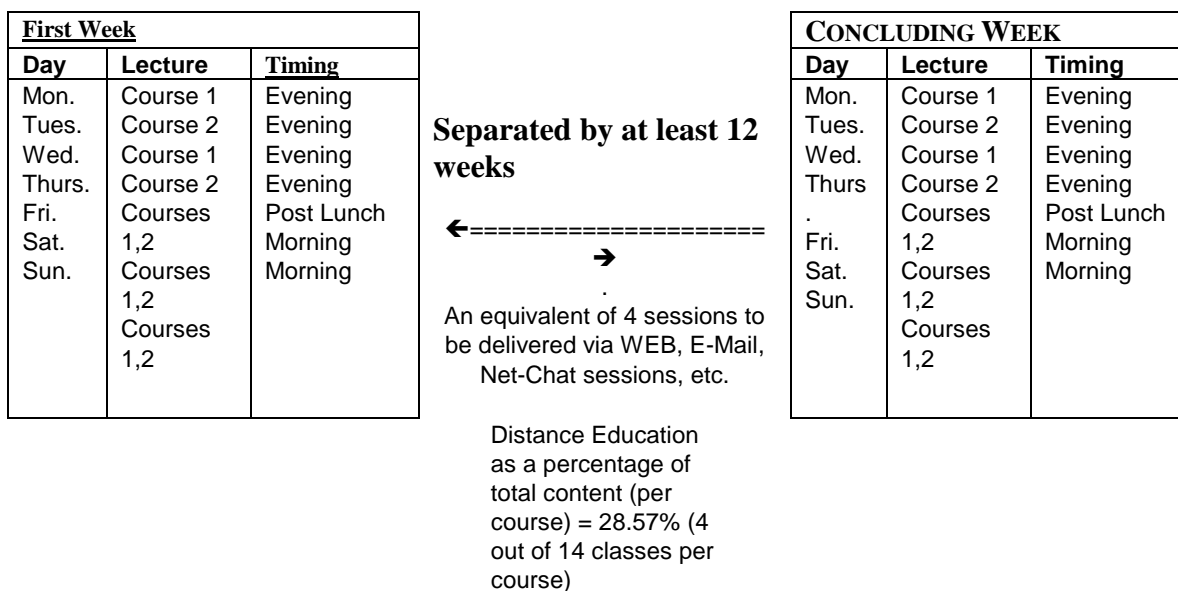 First Week
Day Lecture Timing
Mon. Course 1 Evening
Tues. Course 2 Evening
Wed. Course 1 Evening
Thurs. Course 2 Evening
Fri. Courses Post Lunch
Sat. 1,2 Morning
Sun. Courses Morning
1,2
Courses
1,2
Separated by at least 12
weeks
←=====================
→
.
An equivalent of 4 sessions to
be delivered via WEB, E-Mail,
Net-Chat sessions, etc.
Distance Education
as a percentage of
total content (per
course) = 28.57% (4
out of 14 classes per
course)
CONCLUDING WEEK
Day Lecture Timing
Mon. Course 1 Evening
Tues. Course 2 Evening
Wed. Course 1 Evening
Thurs Course 2 Evening
. Courses Post Lunch
Fri. 1,2 Morning
Sat. Courses Morning
Sun. 1,2
Courses
1,2